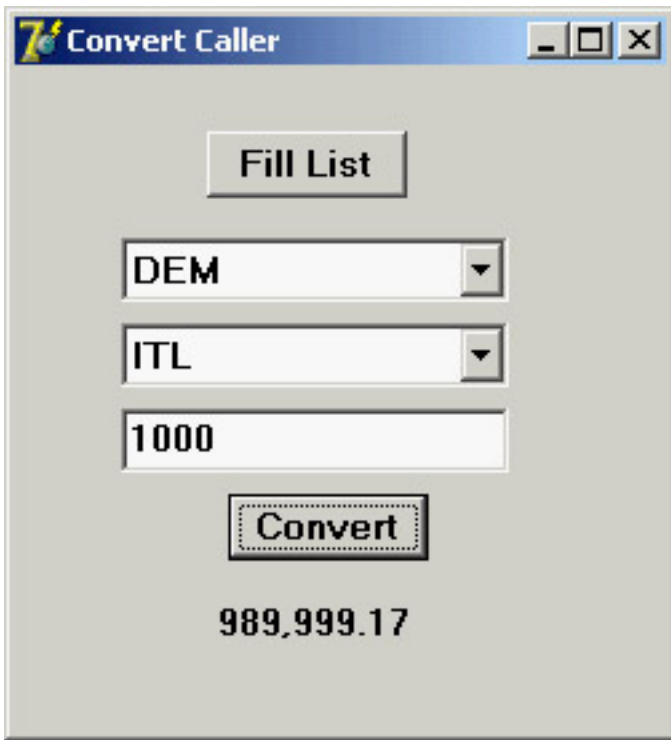 Convert Caller
Fill List
DEM
ITL
1000
Convert
989,999.17